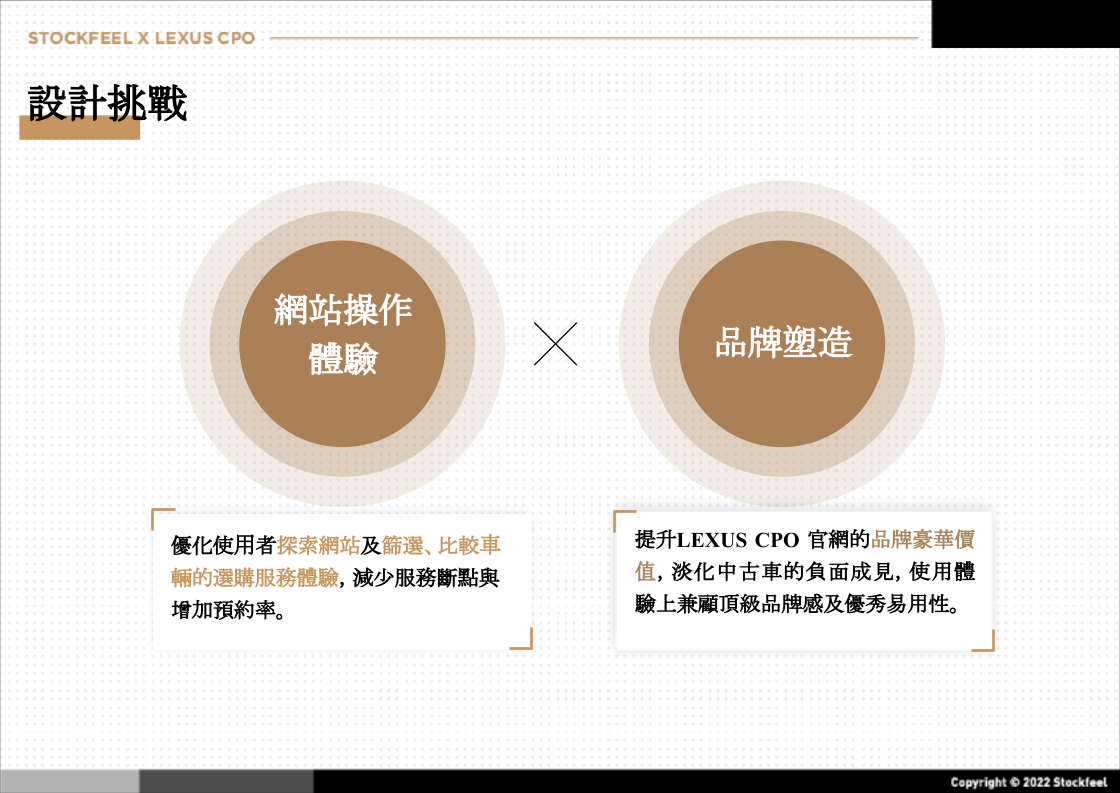 STOCKFEEL X LEXUS CPO
設計挑戰
網站操作
體驗
品牌塑造
優化使用者探索網站及篩選、比較車
輛的選購服務體驗, 減少服務斷點與
增加預約率。
提升LEXUS CPO 官網的品牌豪華價
值, 淡化中古車的負面成見, 使用體
驗上兼顧頂級品牌感及優秀易用性。
Copyright © 2022 Stockfeel